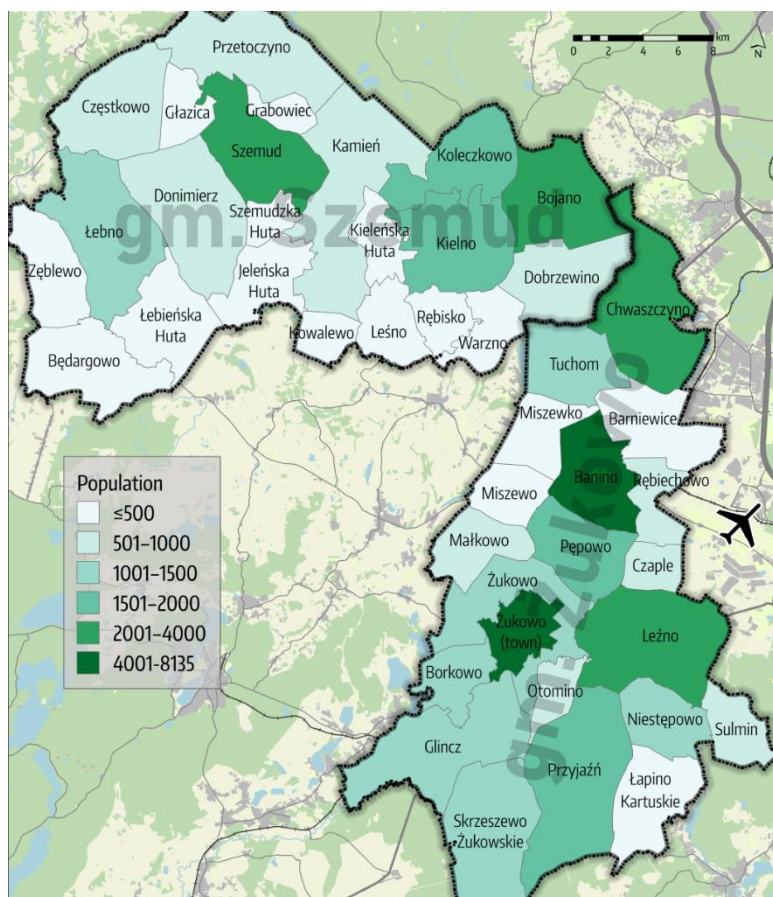 km
0 2 4 6 8
N
Przetoczyno
Częstkowo
Głazica
Grabowiec
Szemud
Kamień
Koleczkowo
Bojano
Donimierz
Łebno
gm. Szemud
Szemudzka
Huta
Kieleńska
Huta
Kielno
Zęblewo
Jeleńska
Huta
Dobrzewino
Łebieńska
Huta
Kowalewo
Leśno
Rębisko
Warzno
Chwaszczyno
Będargowo
Tuchom
gm. Żukowo
Miszewko
Barniewice
Banino
Rębiechowo
Miszewo
Małkowo
Pępowo
Czaple
Żukowo
Żukowo
(town)
Leźno
Borkowo
Otomino
Niestępowo
Sulmin
Glincz
Przyjaźń
Łapino
Kartuskie
Skrzeszewo
Żukowskie
Population
≤500
501–1000
1001–1500
1501–2000
2001–4000
4001-8135